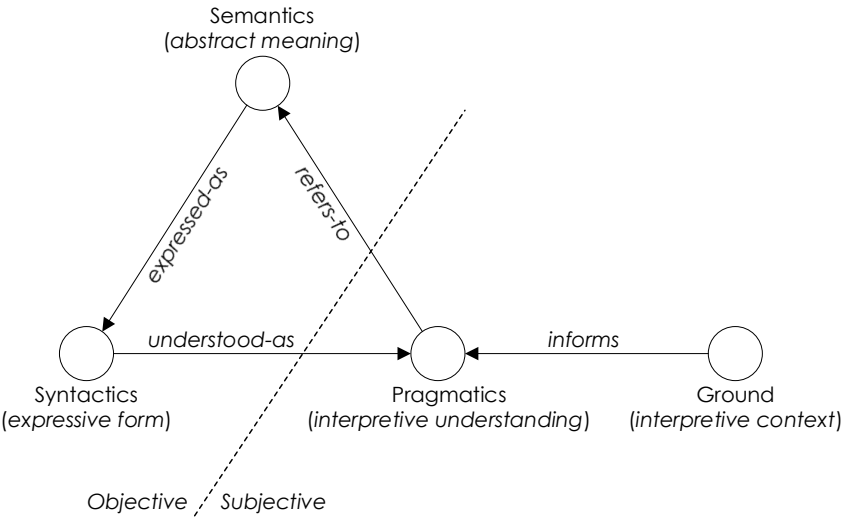 Semantics
(abstract meaning)
expressed-as
refers-to
understood-as
informs
Syntactics
(expressive form)
Pragmatics
(interpretive understanding)
Ground
(interpretive context)
Objective
Subjective